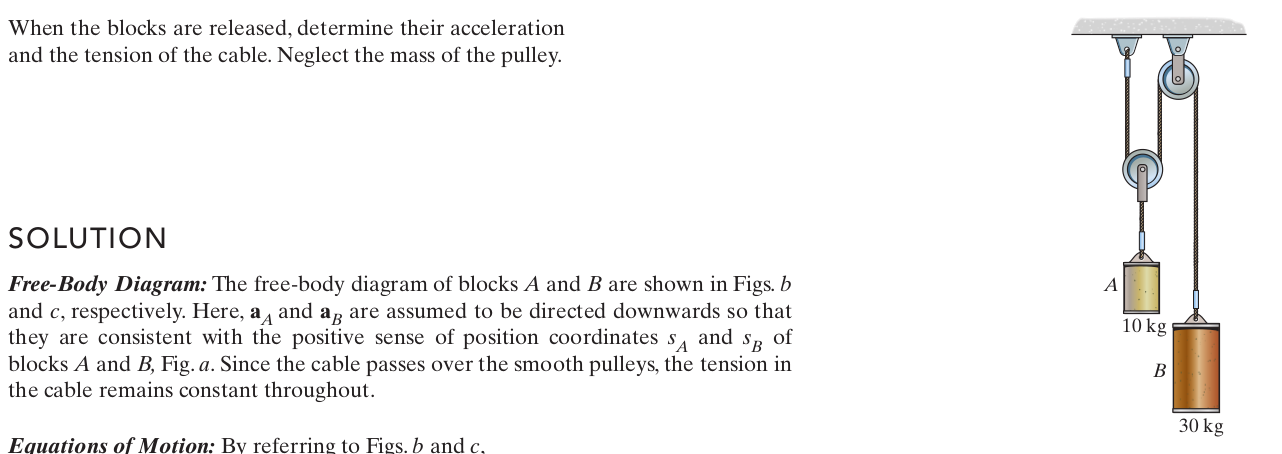 When the blocks are released, determine their acceleration
and the tension of the cable. Neglect the mass of the pulley.
A
10 kg
B
30 kg
SOLUTION
Free-Body Diagram: The free-body diagram of blocks A and B are shown in Figs. b
and c, respectively. Here, a_A and a_B are assumed to be directed downwards so that
they are consistent with the positive sense of position coordinates s_A and s_B of
blocks A and B, Fig. a. Since the cable passes over the smooth pulleys, the tension in
the cable remains constant throughout.
Equations of Motion: By referring to Figs. b and c,